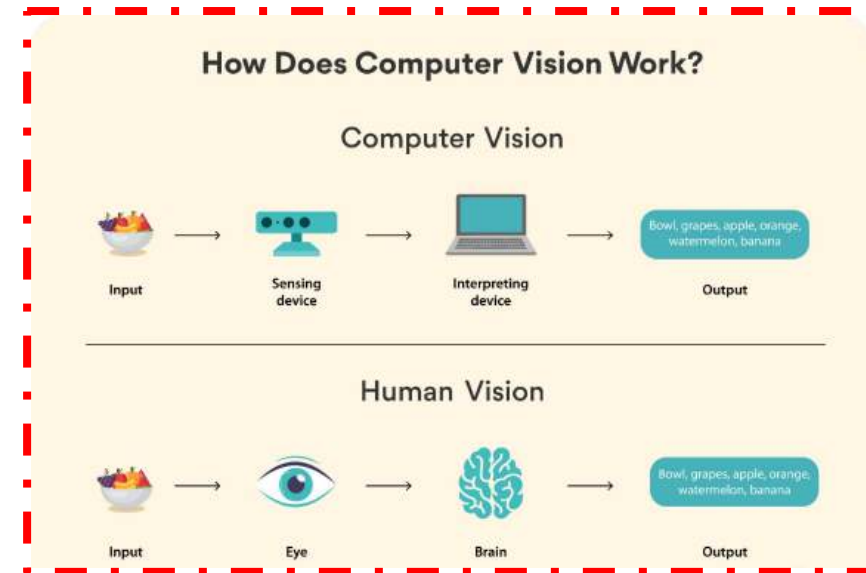 How Does Computer Vision Work?
Computer Vision
Bowl, grapes, apple, orange,
watermelon, banana
Input
Sensing
device
Interpreting
device
Output
Human Vision
Bowl, grapes, apple, orange,
watermelon, banana
Input
Eye
Brain
Output